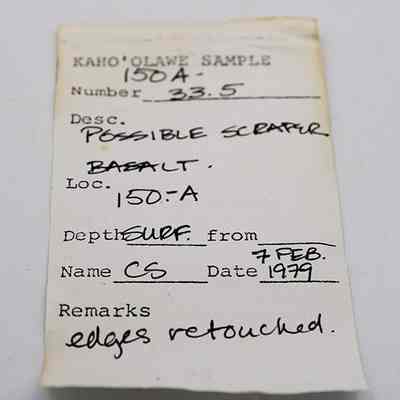 KAHO'OLAWE SAMPLE
150A-
Number 33.5
Desc.
POSSIBLE SCRAPER
BASALT.
Loc.
150-A
Depth SURF. from
7 FEB.
Name CS Date 1979
Remarks
edges retouched.